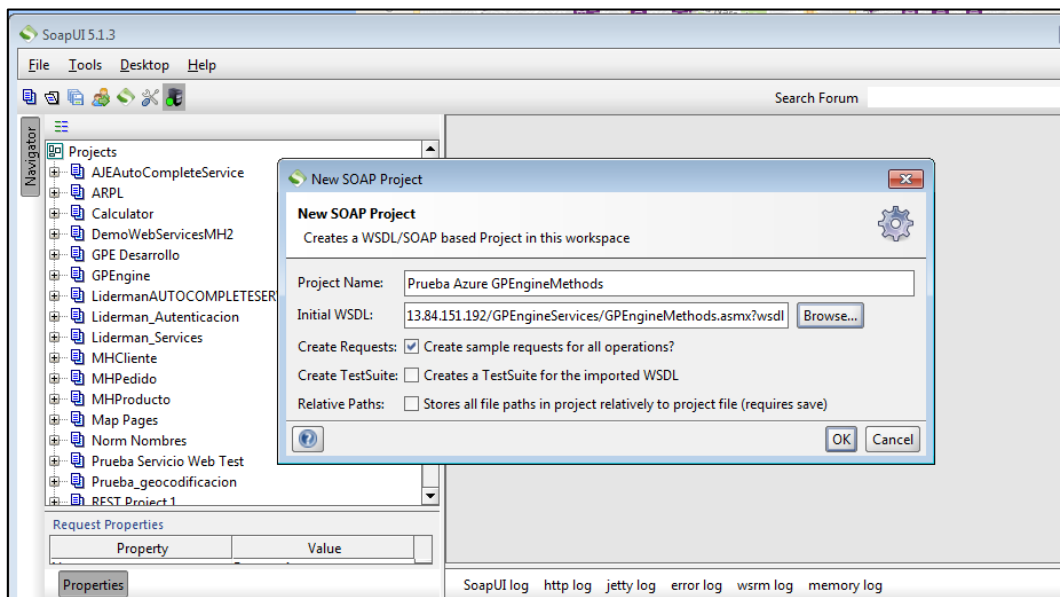 SoapUI 5.1.3
File Tools Desktop Help
Search Forum
Navigator
Projects
AJEAutoCompleteService
ARPL
Calculator
DemoWebServicesMH2
GPE Desarrollo
GPEngine
LidermanAUTOCOMPLETESER
Liderman_Autenticacion
Liderman_Services
MHCliente
MHPedido
MHProducto
Map Pages
Norm Nombres
Prueba Servicio Web Test
Prueba_geocodificacion
REST Project 1
New SOAP Project
New SOAP Project
Creates a WSDL/SOAP based Project in this workspace
Project Name: Prueba Azure GPEngineMethods
Initial WSDL: 13.84.151.192/GPEngineServices/GPEngineMethods.asmx?wsdl Browse...
Create Requests: Create sample requests for all operations?
Create TestSuite: Creates a TestSuite for the imported WSDL
Relative Paths: Stores all file paths in project relatively to project file (requires save)
OK Cancel
Request Properties
Property Value
Properties
SoapUI log http log jetty log error log wsrm log memory log